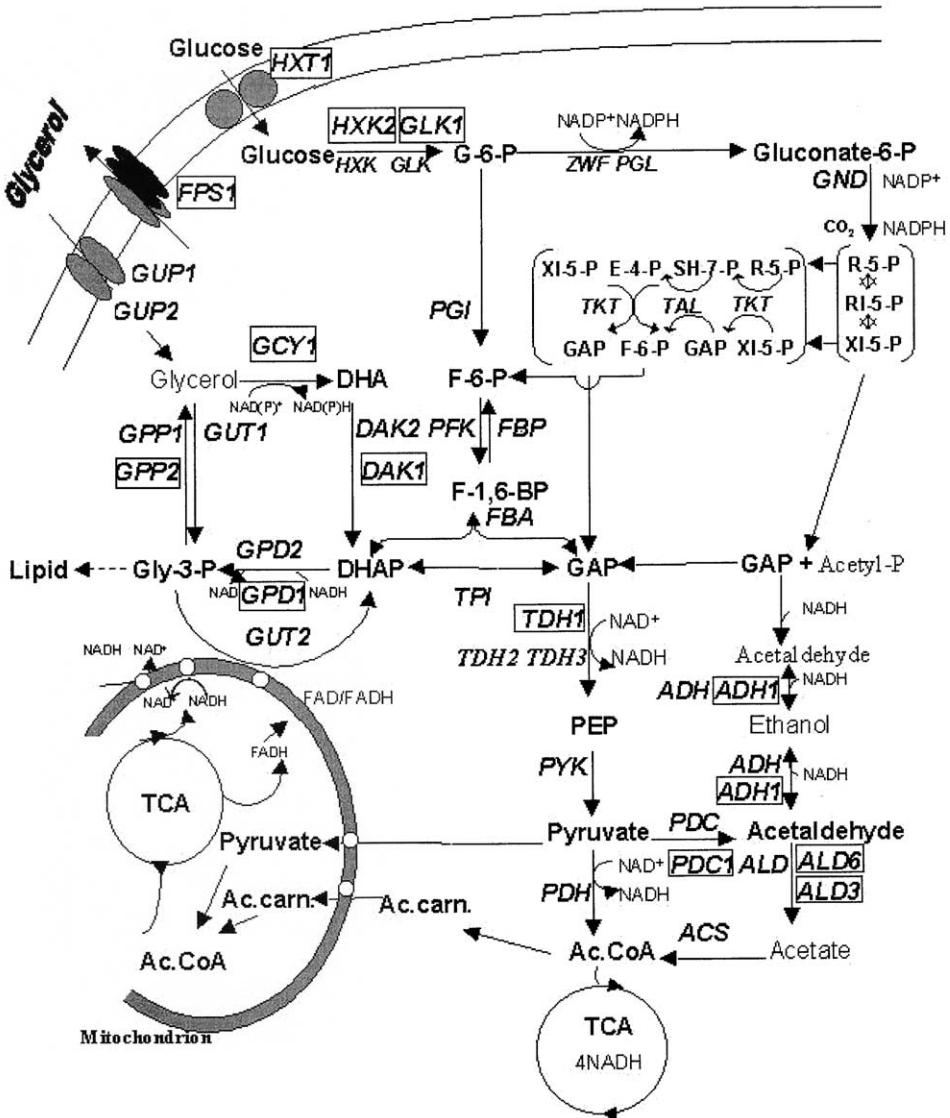 Glucose HXT1
Glycerol
HXK2 GLK1
NADP+NADPH
Glucose HXK GLK G-6-P ZWF PGL Gluconate-6-P
FPS1
GND NADP+
CO2 NADPH
GUP1
GUP2
XI-5-P E-4-P SH-7-P R-5-P R-5-P
TKT TAL TKT RI-5-P
GAP F-6-P GAP XI-5-P XI-5-P
PGI
GCY1
Glycerol DHA F-6-P
NAD(P)+ NAD(P)H
GPP1 GUT1 DAK2 PFK FBP
GPP2 DAK1
F-1,6-BP
FBA
Lipid Gly-3-P GPD2 DHAP GAP GAP + Acetyl-P
NAD GPD1 NADH
TPI
GUT2
TDH1 NAD+ NADH
TDH2 TDH3 NADH
Acetaldehyde
NADH NAD+
NAD NADH
FAD/FADH
ADH ADH1 NADH
FADH
PEP Ethanol
PYK ADH NADH
ADH1
TCA
Pyruvate Pyruvate PDC Acetaldehyde
NAD+ PDC1 ALD ALD6
PDH NADH ALD3
Ac.carn. Ac.carn.
ACS
Ac.CoA Ac.CoA Acetate
Mitochondrion
TCA
4NADH